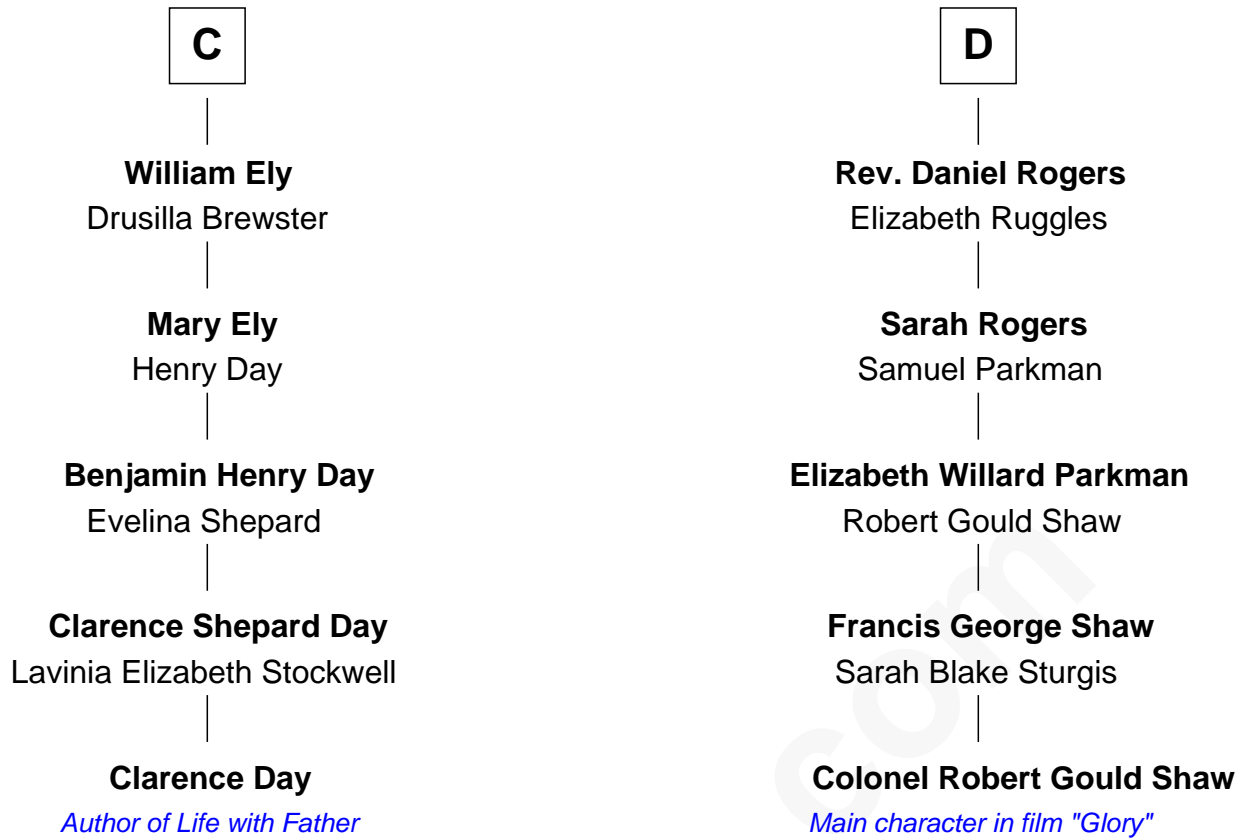 C
William Ely
Drusilla Brewster
Mary Ely
Henry Day
Benjamin Henry Day
Evelina Shepard
Clarence Shepard Day
Lavinia Elizabeth Stockwell
Clarence Day
Author of Life with Father
D
Rev. Daniel Rogers
Elizabeth Ruggles
Sarah Rogers
Samuel Parkman
Elizabeth Willard Parkman
Robert Gould Shaw
Francis George Shaw
Sarah Blake Sturgis
Colonel Robert Gould Shaw
Main character in film "Glory"
com